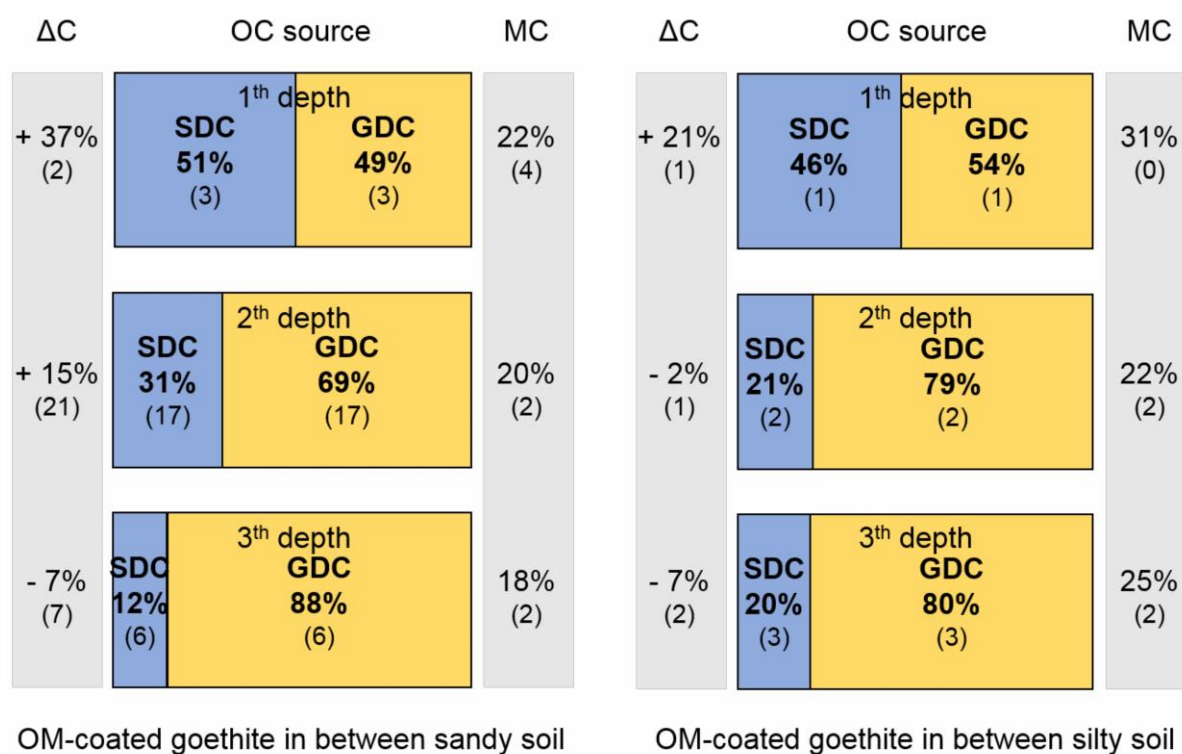 ΔC OC source MC
1th depth
+ 37% SDC GDC 22%
(2) 51% 49% (4)
(3) (3)
2th depth
+ 15% SDC GDC 20%
(21) 31% 69% (2)
(17) (17)
3th depth
- 7% SDC GDC 18%
(7) 12% 88% (2)
(6) (6)
OM-coated goethite in between sandy soil
ΔC OC source MC
1th depth
+ 21% SDC GDC 31%
(1) 46% 54% (0)
(1) (1)
2th depth
- 2% SDC GDC 22%
(1) 21% 79% (2)
(2) (2)
3th depth
- 7% SDC GDC 25%
(2) 20% 80% (2)
(3) (3)
OM-coated goethite in between silty soil